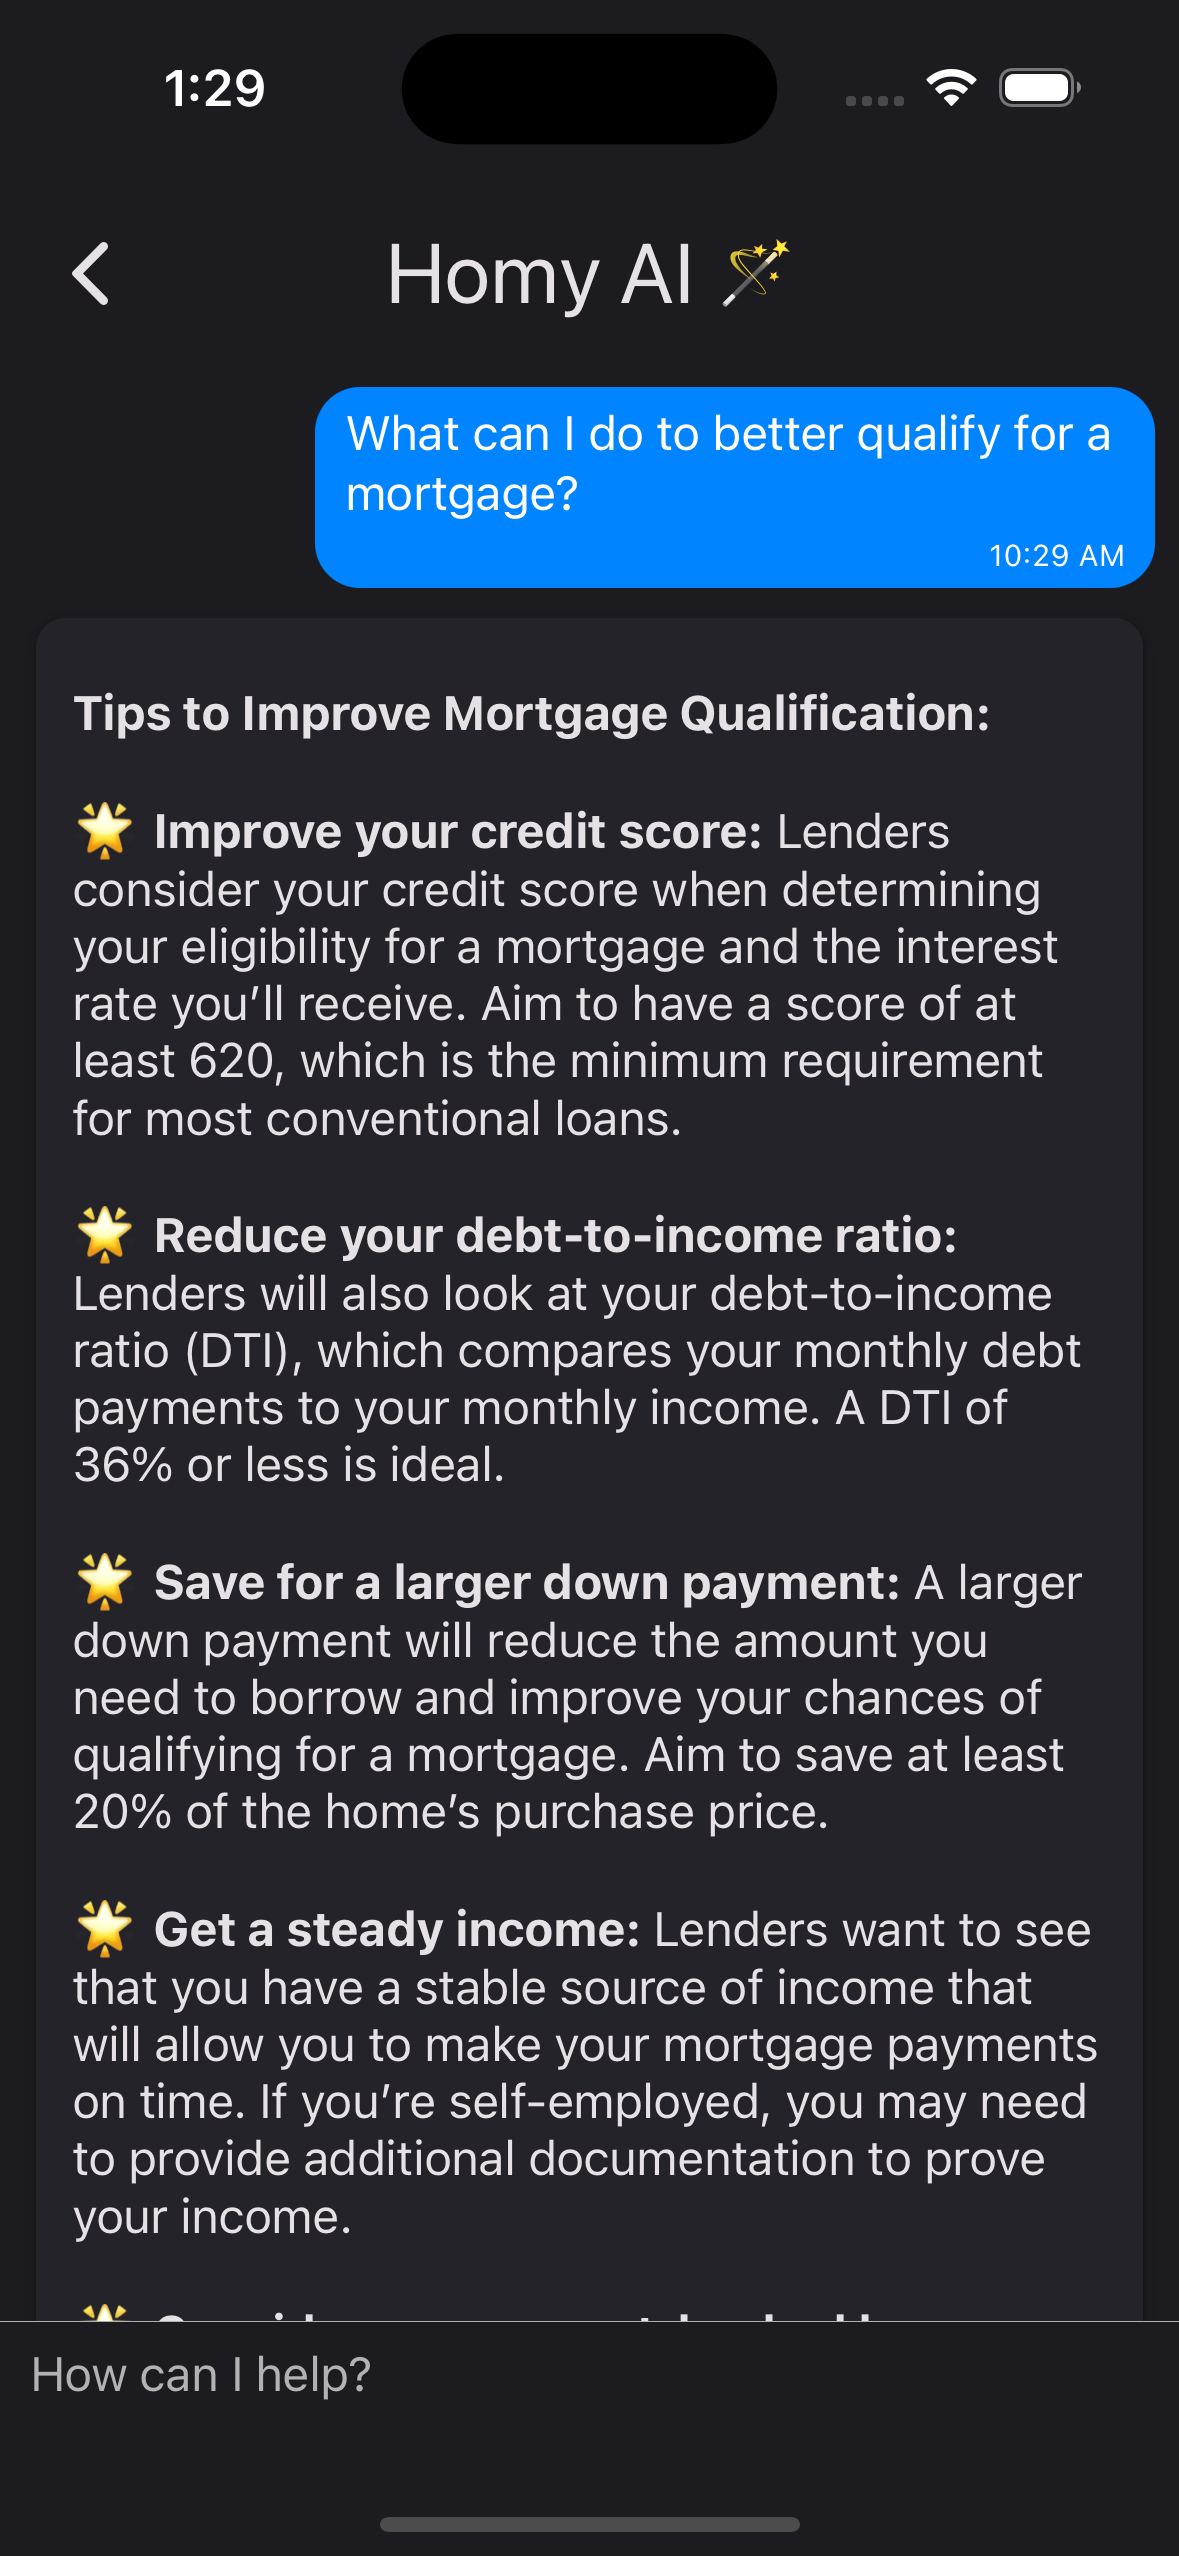 1:29
Homy AI
What can I do to better qualify for a
mortgage?
10:29 AM
Tips to Improve Mortgage Qualification:
🌟 Improve your credit score: Lenders
consider your credit score when determining
your eligibility for a mortgage and the interest
rate you’ll receive. Aim to have a score of at
least 620, which is the minimum requirement
for most conventional loans.
🌟 Reduce your debt-to-income ratio:
Lenders will also look at your debt-to-income
ratio (DTI), which compares your monthly debt
payments to your monthly income. A DTI of
36% or less is ideal.
🌟 Save for a larger down payment: A larger
down payment will reduce the amount you
need to borrow and improve your chances of
qualifying for a mortgage. Aim to save at least
20% of the home’s purchase price.
🌟 Get a steady income: Lenders want to see
that you have a stable source of income that
will allow you to make your mortgage payments
on time. If you’re self-employed, you may need
to provide additional documentation to prove
your income.
How can I help?